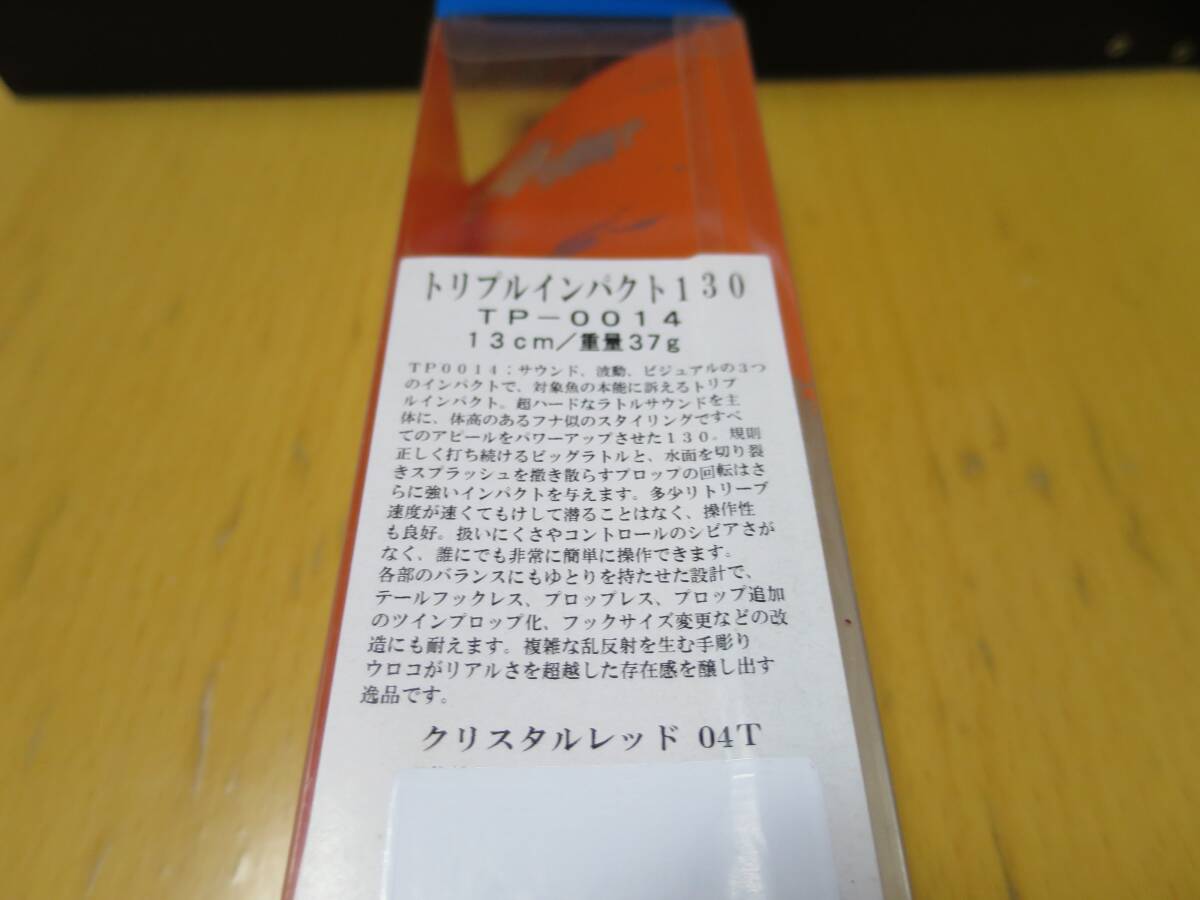 トリプルインパクト130
TP-0014
13cm/重量37g
TP0014：サウンド、波動、ビジュアルの3つ
のインパクトで、対象魚の本能に訴えるトリプ
ルインパクト。超ハードなラトルサウンドを主
体に、体高のあるフナ似のスタイリングですべ
てのアピールをパワーアップさせた130。規則
正しく打ち続けるビッグラトルと、水面を切り裂
きスプラッシュを撒き散らすプロップの回転はさ
らに強いインパクトを与えます。多少リトリーブ
速度が速くてもけして潜ることはなく、操作性
も良好。扱いにくさやコントロールのシビアさが
なく、誰にでも非常に簡単に操作できます。
各部のバランスにもゆとりを持たせた設計で、
テールフックレス、プロップレス、プロップ追加
のツインプロップ化、フックサイズ変更などの改
造にも耐えます。複雑な乱反射を生む手彫り
ウロコがリアルさを超越した存在感を醸し出す
逸品です。
クリスタルレッド 04T